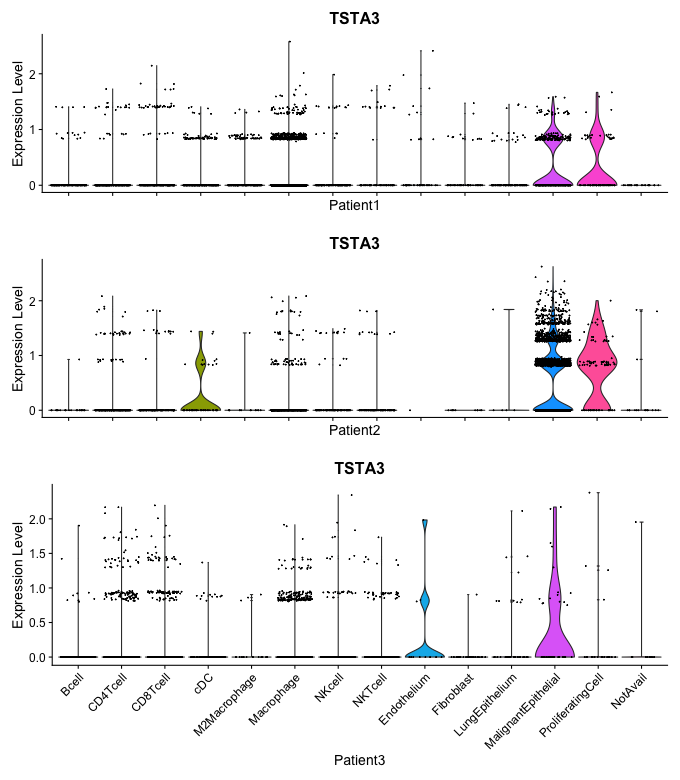 TSTA3
Expression Level
2
1
0
Patient1
TSTA3
Expression Level
2
1
0
Patient2
TSTA3
Expression Level
2.0
1.5
1.0
0.5
0.0
Bcell
CD4Tcell
CD8Tcell
cDC
M2Macrophage
Macrophage
NKcell
NKTcell
Endothelium
Fibroblast
LungEpithelium
MalignantEpithelial
ProliferatingCell
NotAvail
Patient3